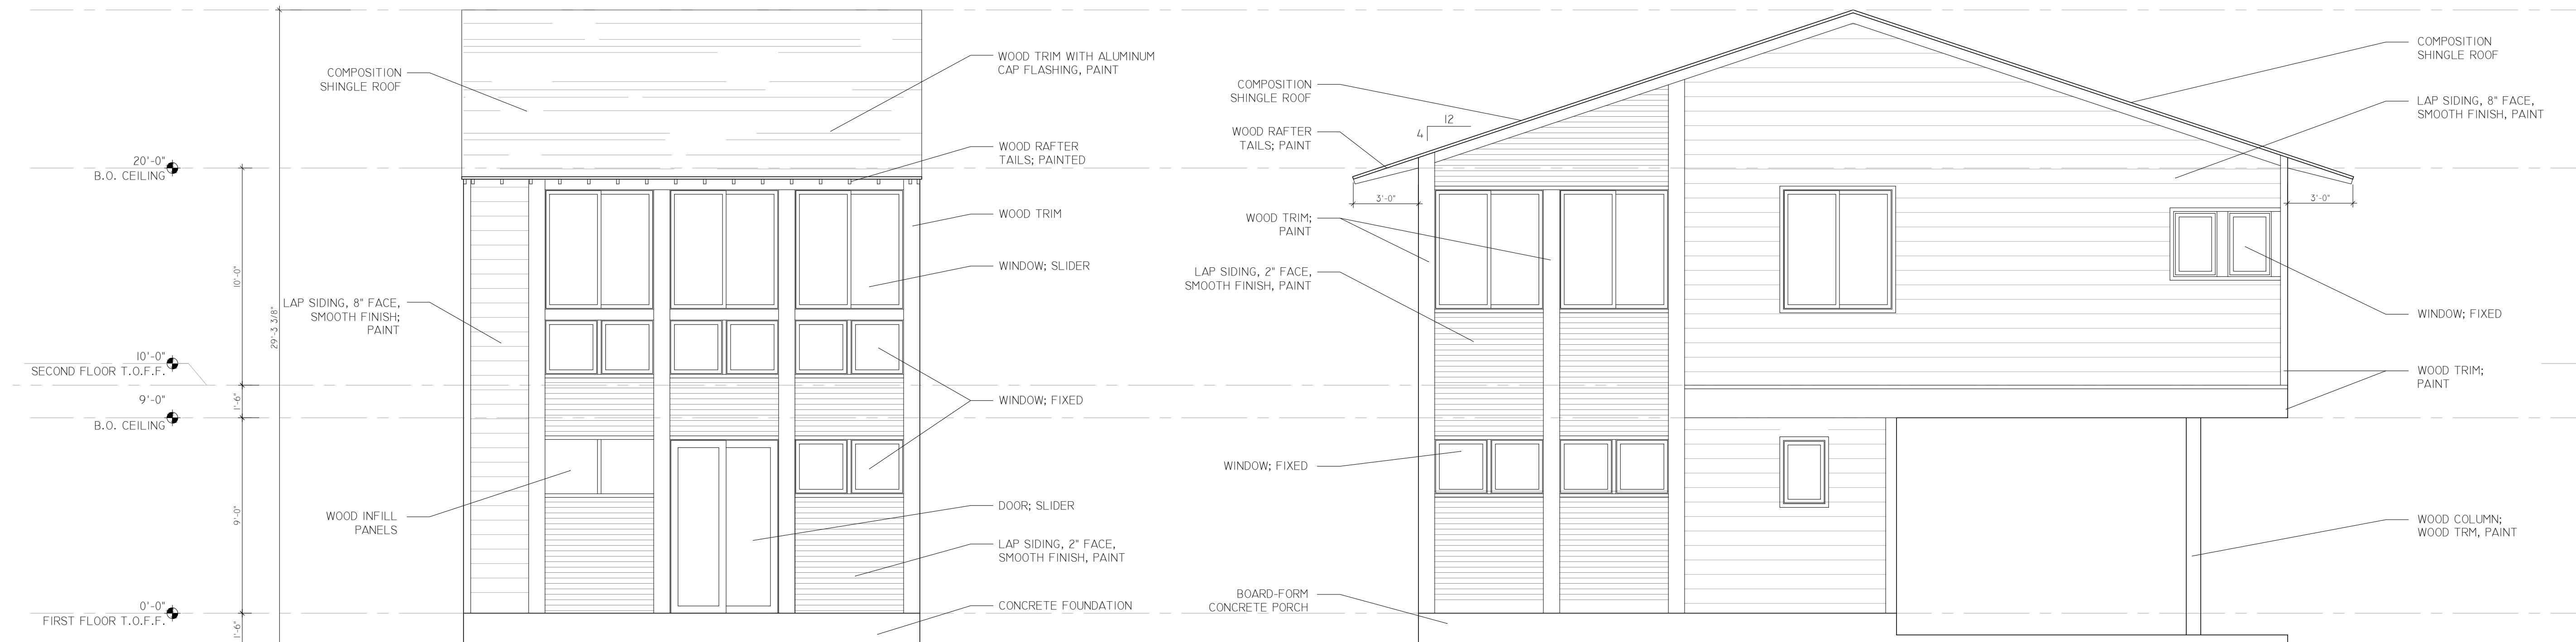 20'-0"
B.O. CEILING
10'-0"
SECOND FLOOR T.O.F.F.
9'-0"
B.O. CEILING
0'-0"
FIRST FLOOR T.O.F.F.
10'-0"
1'-6"
9'-0"
1'-6"
29'-3 3/8"
COMPOSITION
SHINGLE ROOF
LAP SIDING, 8" FACE,
SMOOTH FINISH;
PAINT
WOOD INFILL
PANELS
WOOD TRIM WITH ALUMINUM
CAP FLASHING, PAINT
WOOD RAFTER
TAILS; PAINTED
WOOD TRIM
WINDOW; SLIDER
WINDOW; FIXED
DOOR; SLIDER
LAP SIDING, 2" FACE,
SMOOTH FINISH, PAINT
CONCRETE FOUNDATION
COMPOSITION
SHINGLE ROOF
WOOD RAFTER
TAILS; PAINT
12
4
3'-0"
WOOD TRIM;
PAINT
LAP SIDING, 2" FACE,
SMOOTH FINISH, PAINT
WINDOW; FIXED
BOARD-FORM
CONCRETE PORCH
3'-0"
COMPOSITION
SHINGLE ROOF
LAP SIDING, 8" FACE,
SMOOTH FINISH, PAINT
WINDOW; FIXED
WOOD TRIM;
PAINT
WOOD COLUMN;
WOOD TRM, PAINT